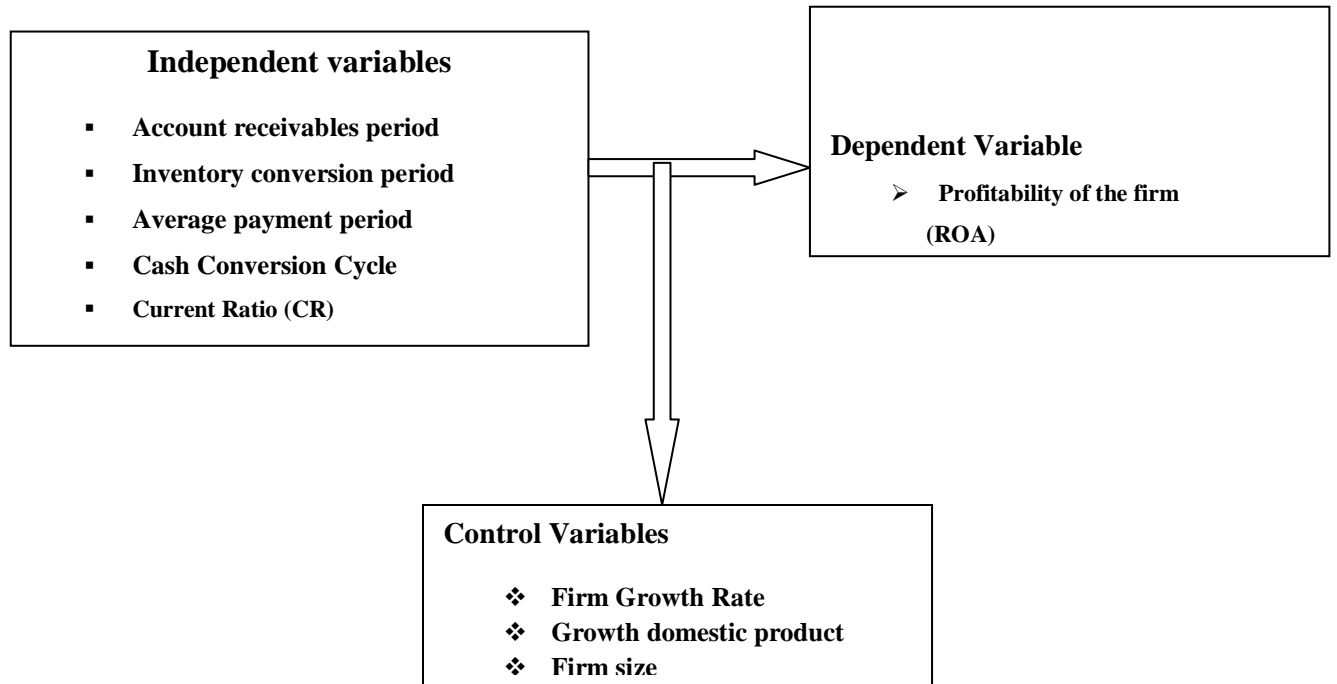 Independent variables
▪ Account receivables period
▪ Inventory conversion period
▪ Average payment period
▪ Cash Conversion Cycle
▪ Current Ratio (CR)
Dependent Variable
➢ Profitability of the firm
(ROA)
Control Variables
❖ Firm Growth Rate
❖ Growth domestic product
❖ Firm size